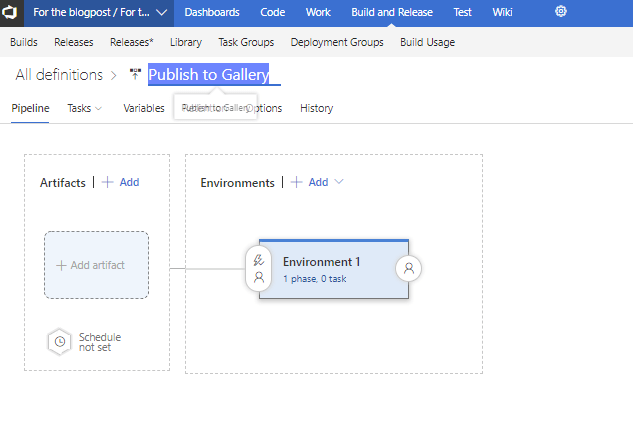 For the blogpost / For t... Dashboards Code Work Build and Release Test Wiki
Builds Releases Releases* Library Task Groups Deployment Groups Build Usage
All definitions > Publish to Gallery
Pipeline Tasks Variables Publish to Gallery Options History
Artifacts | + Add Environments | + Add
+ Add artifact
Environment 1
1 phase, 0 task
Schedule
not set